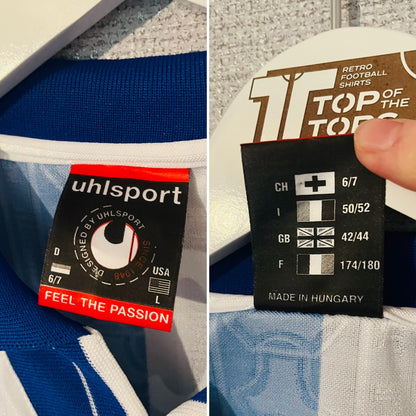 uhlsport
DESIGNED BY UHLSPORT
SINCE 1948
D
6/7
USA
L
FEEL THE PASSION
RETRO
FOOTBALL
SHIRTS
TOP OF
THE
TOPS
CH 6/7
I 50/52
GB 42/44
F 174/180
MADE IN HUNGARY